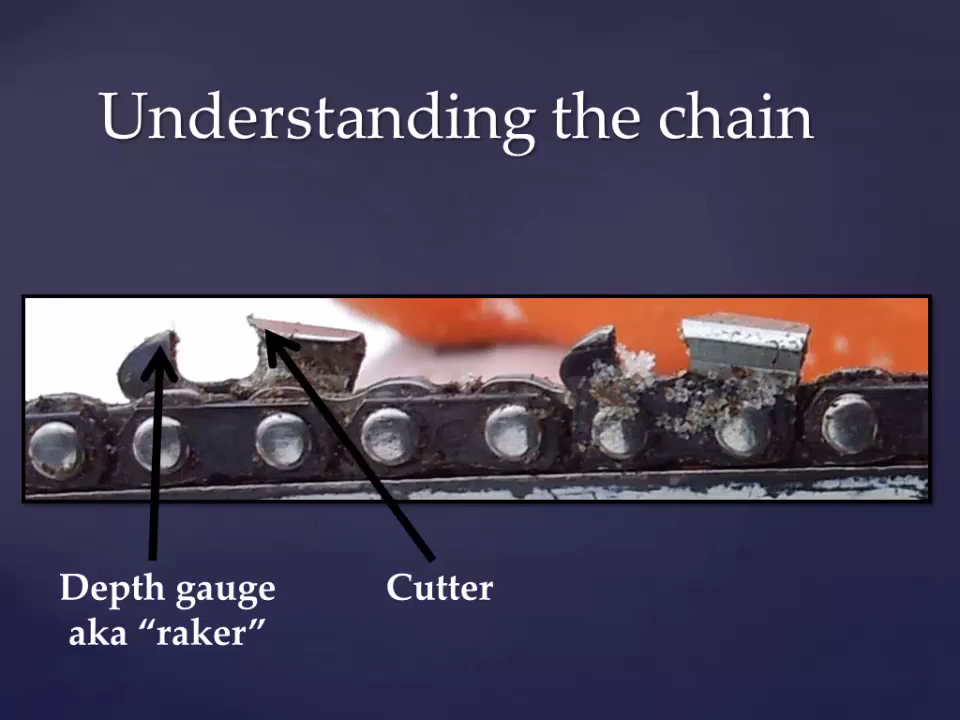 Understanding the chain
Depth gauge
aka “raker”
Cutter